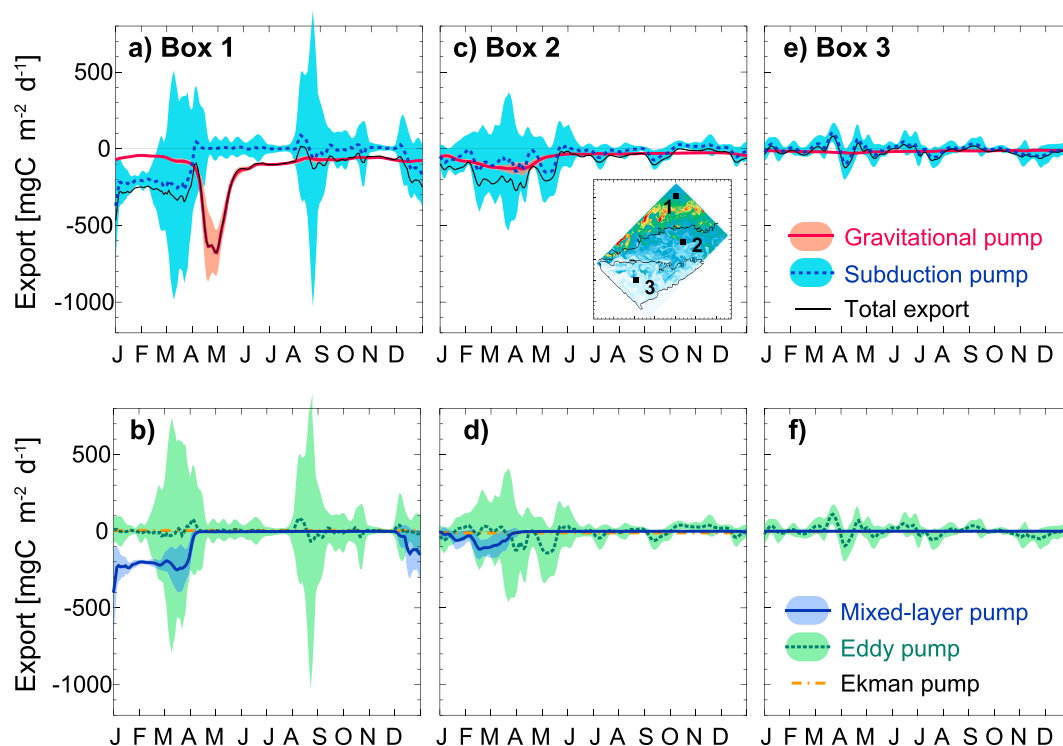 a) Box 1
c) Box 2
e) Box 3
Export [mgC m-2 d-1]
500
0
-500
-1000
1
2
3
Gravitational pump
Subduction pump
Total export
J F M A M J J A S O N D
J F M A M J J A S O N D
J F M A M J J A S O N D
b)
d)
f)
Export [mgC m-2 d-1]
500
0
-500
-1000
Mixed-layer pump
Eddy pump
Ekman pump
J F M A M J J A S O N D
J F M A M J J A S O N D
J F M A M J J A S O N D